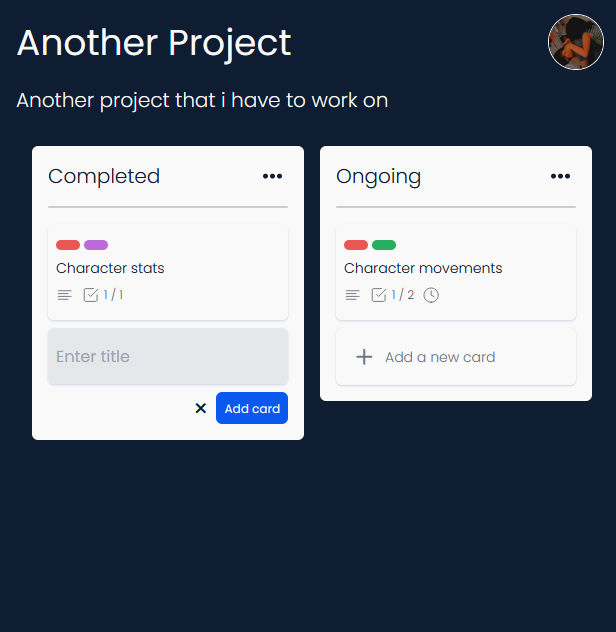 Another Project
Another project that i have to work on
Completed
Character stats
1 / 1
Enter title
Add card
Ongoing
Character movements
1 / 2
Add a new card